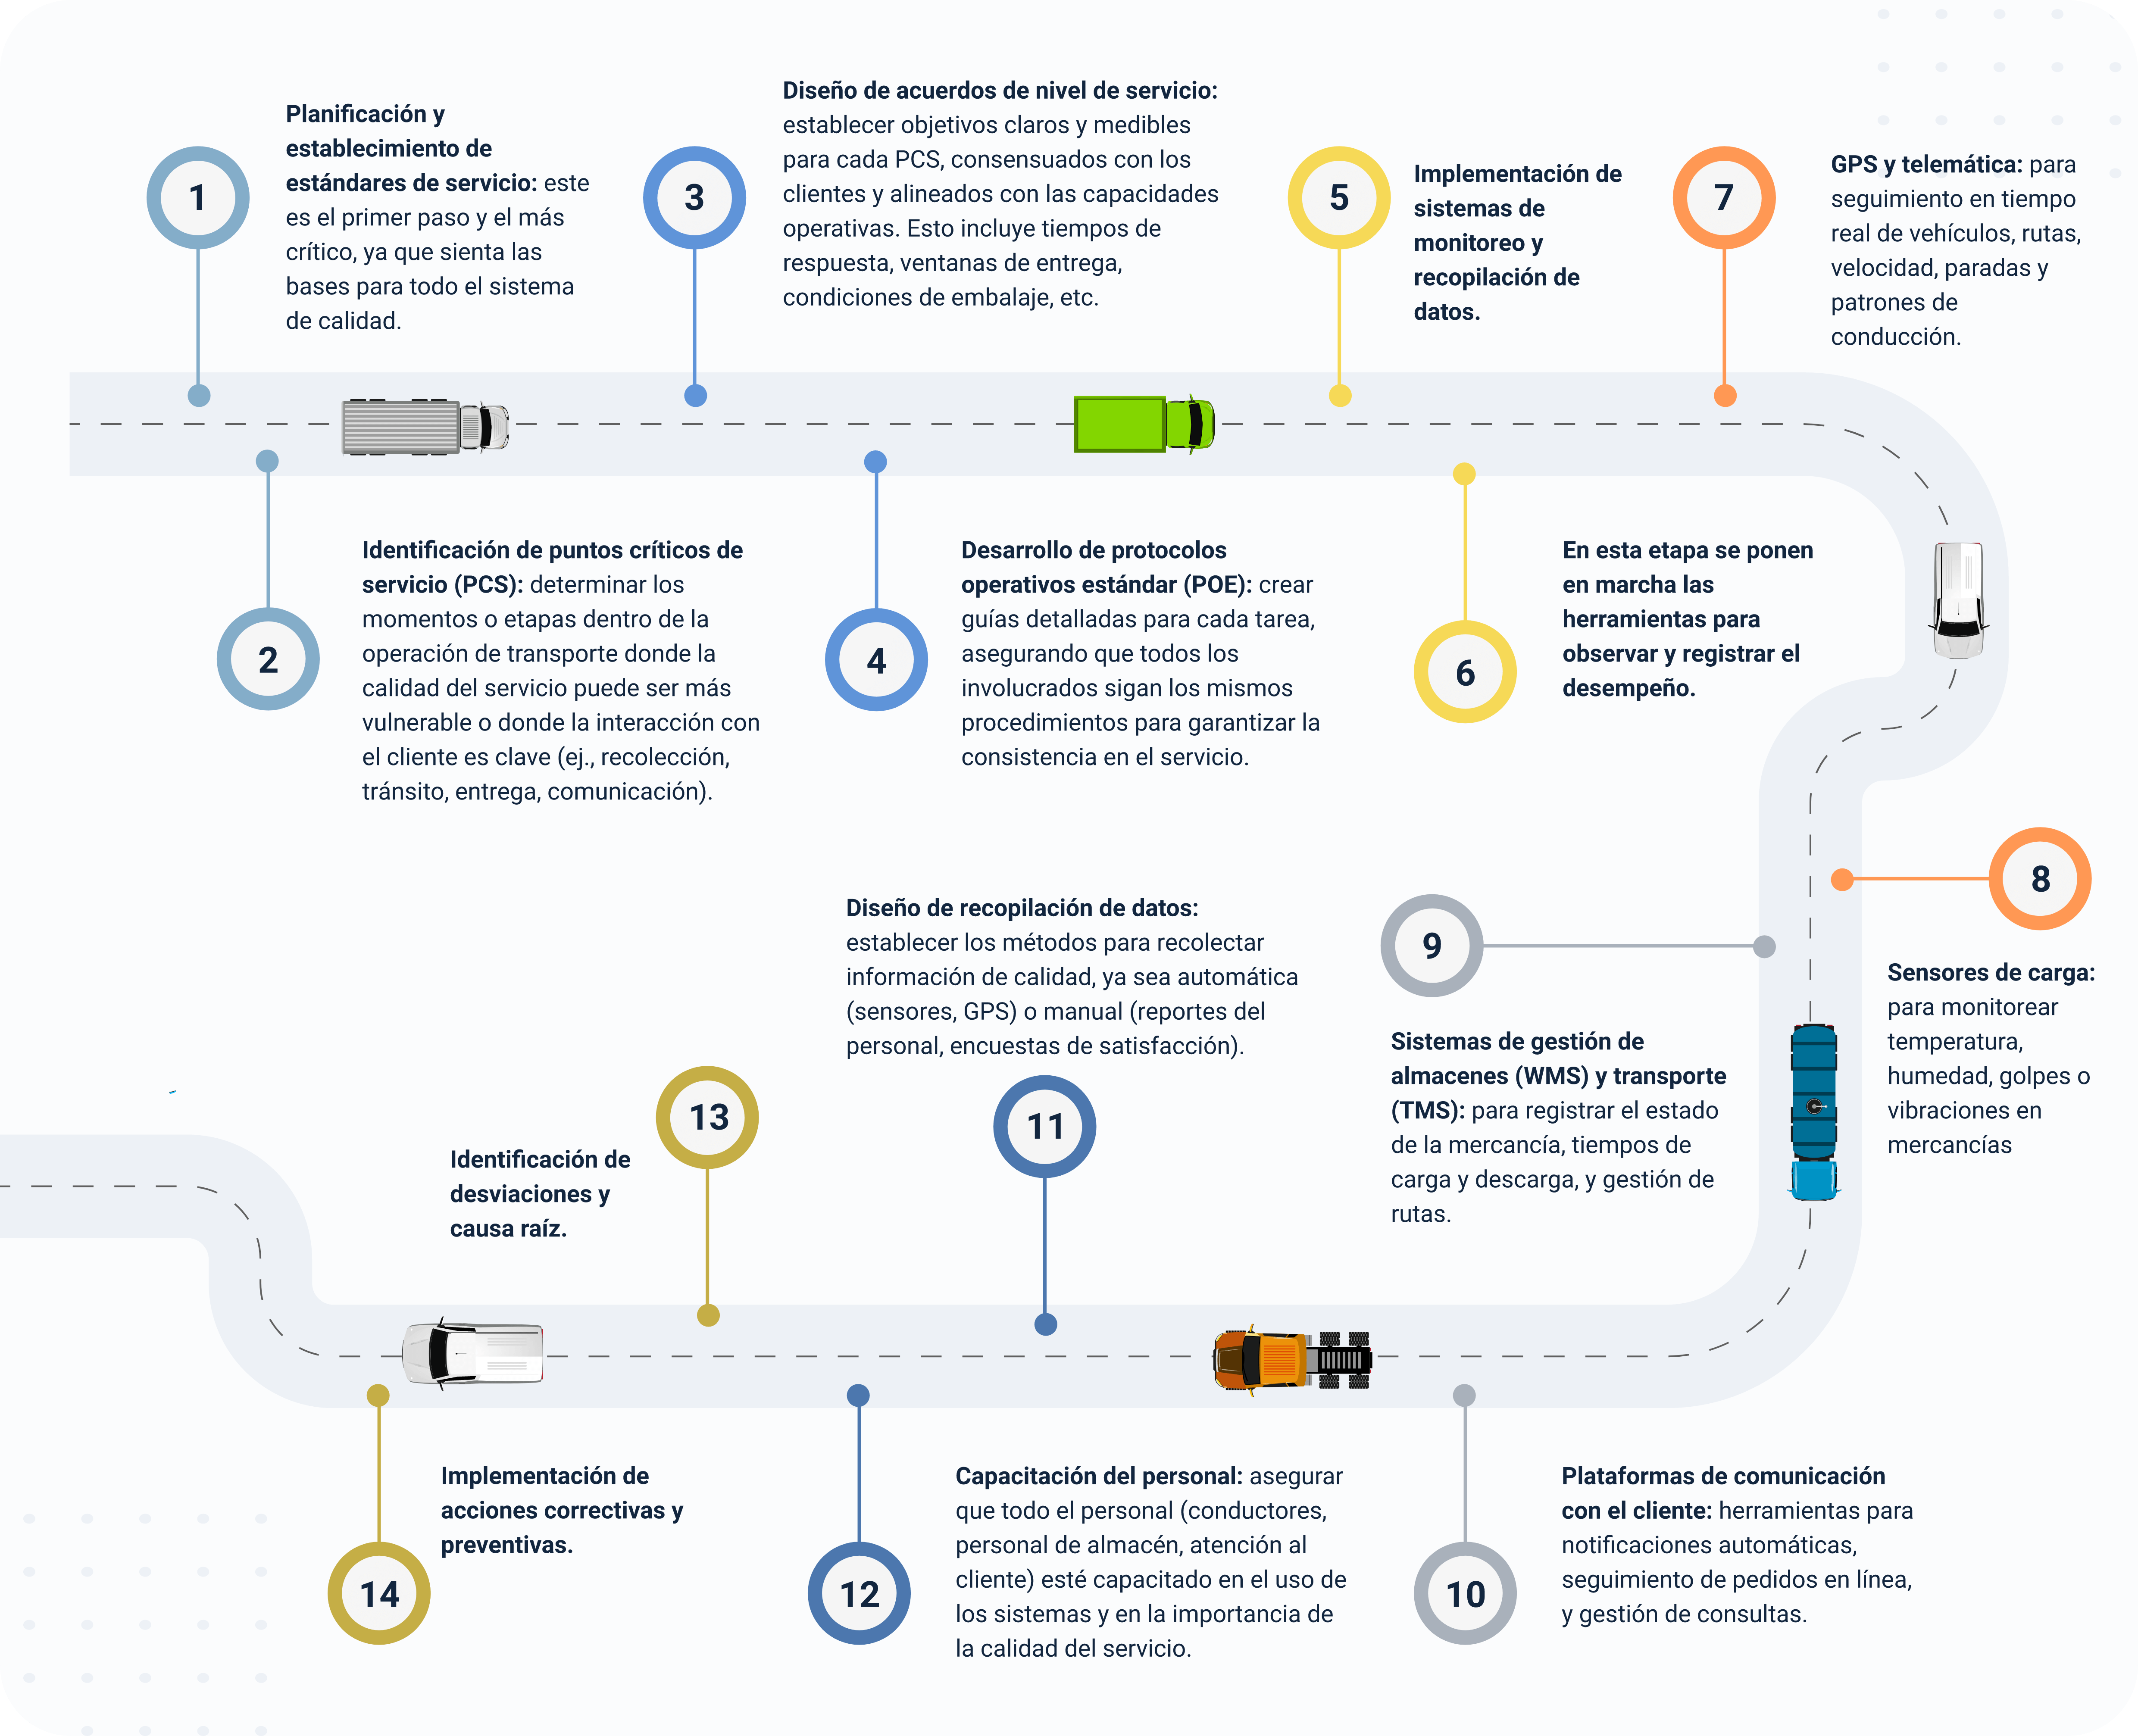 1
Planificación y
establecimiento de
estándares de servicio: este
es el primer paso y el más
crítico, ya que sienta las
bases para todo el sistema
de calidad.
2
Identificación de puntos críticos de
servicio (PCS): determinar los
momentos o etapas dentro de la
operación de transporte donde la
calidad del servicio puede ser más
vulnerable o donde la interacción con
el cliente es clave (ej., recolección,
tránsito, entrega, comunicación).
3
Diseño de acuerdos de nivel de servicio:
establecer objetivos claros y medibles
para cada PCS, consensuados con los
clientes y alineados con las capacidades
operativas. Esto incluye tiempos de
respuesta, ventanas de entrega,
condiciones de embalaje, etc.
4
Desarrollo de protocolos
operativos estándar (POE): crear
guías detalladas para cada tarea,
asegurando que todos los
involucrados sigan los mismos
procedimientos para garantizar la
consistencia en el servicio.
5
Implementación de
sistemas de
monitoreo y
recopilación de
datos.
6
En esta etapa se ponen
en marcha las
herramientas para
observar y registrar el
desempeño.
7
GPS y telemática: para
seguimiento en tiempo
real de vehículos, rutas,
velocidad, paradas y
patrones de
conducción.
8
Sensores de carga:
para monitorear
temperatura,
humedad, golpes o
vibraciones en
mercancías
9
Sistemas de gestión de
almacenes (WMS) y transporte
(TMS): para registrar el estado
de la mercancía, tiempos de
carga y descarga, y gestión de
rutas.
10
Plataformas de comunicación
con el cliente: herramientas para
notificaciones automáticas,
seguimiento de pedidos en línea,
y gestión de consultas.
11
Diseño de recopilación de datos:
establecer los métodos para recolectar
información de calidad, ya sea automática
(sensores, GPS) o manual (reportes del
personal, encuestas de satisfacción).
12
Capacitación del personal: asegurar
que todo el personal (conductores,
personal de almacén, atención al
cliente) esté capacitado en el uso de
los sistemas y en la importancia de
la calidad del servicio.
13
Identificación de
desviaciones y
causa raíz.
14
Implementación de
acciones correctivas y
preventivas.